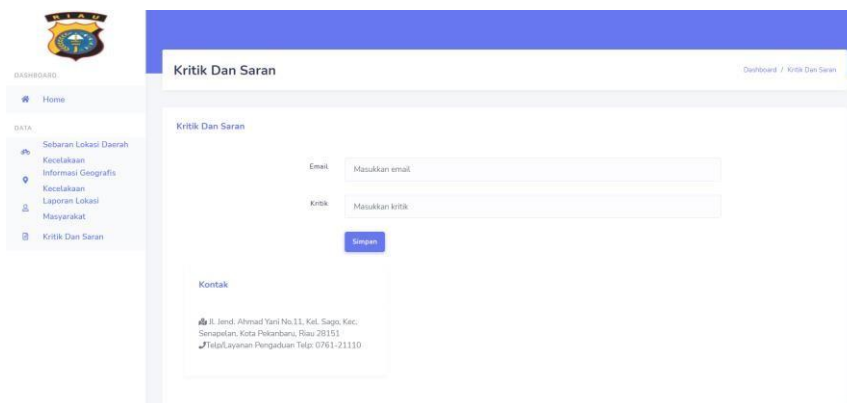 RIAU
DASHBOARD
Home
DATA
Sebaran Lokasi Daerah
Kecelakaan
Informasi Geografis
Kecelakaan
Laporan Lokasi
Masyarakat
Kritik Dan Saran
Kritik Dan Saran
Dashboard / Kritik Dan Saran
Kritik Dan Saran
Email
Masukkan email
Kritik
Masukkan kritik
Simpan
Kontak
Jl. Jend. Ahmad Yani No.11, Kel. Sago, Kec.
Senapelan, Kota Pekanbaru, Riau 28151
Telp/Layanan Pengaduan Telp: 0761-21110